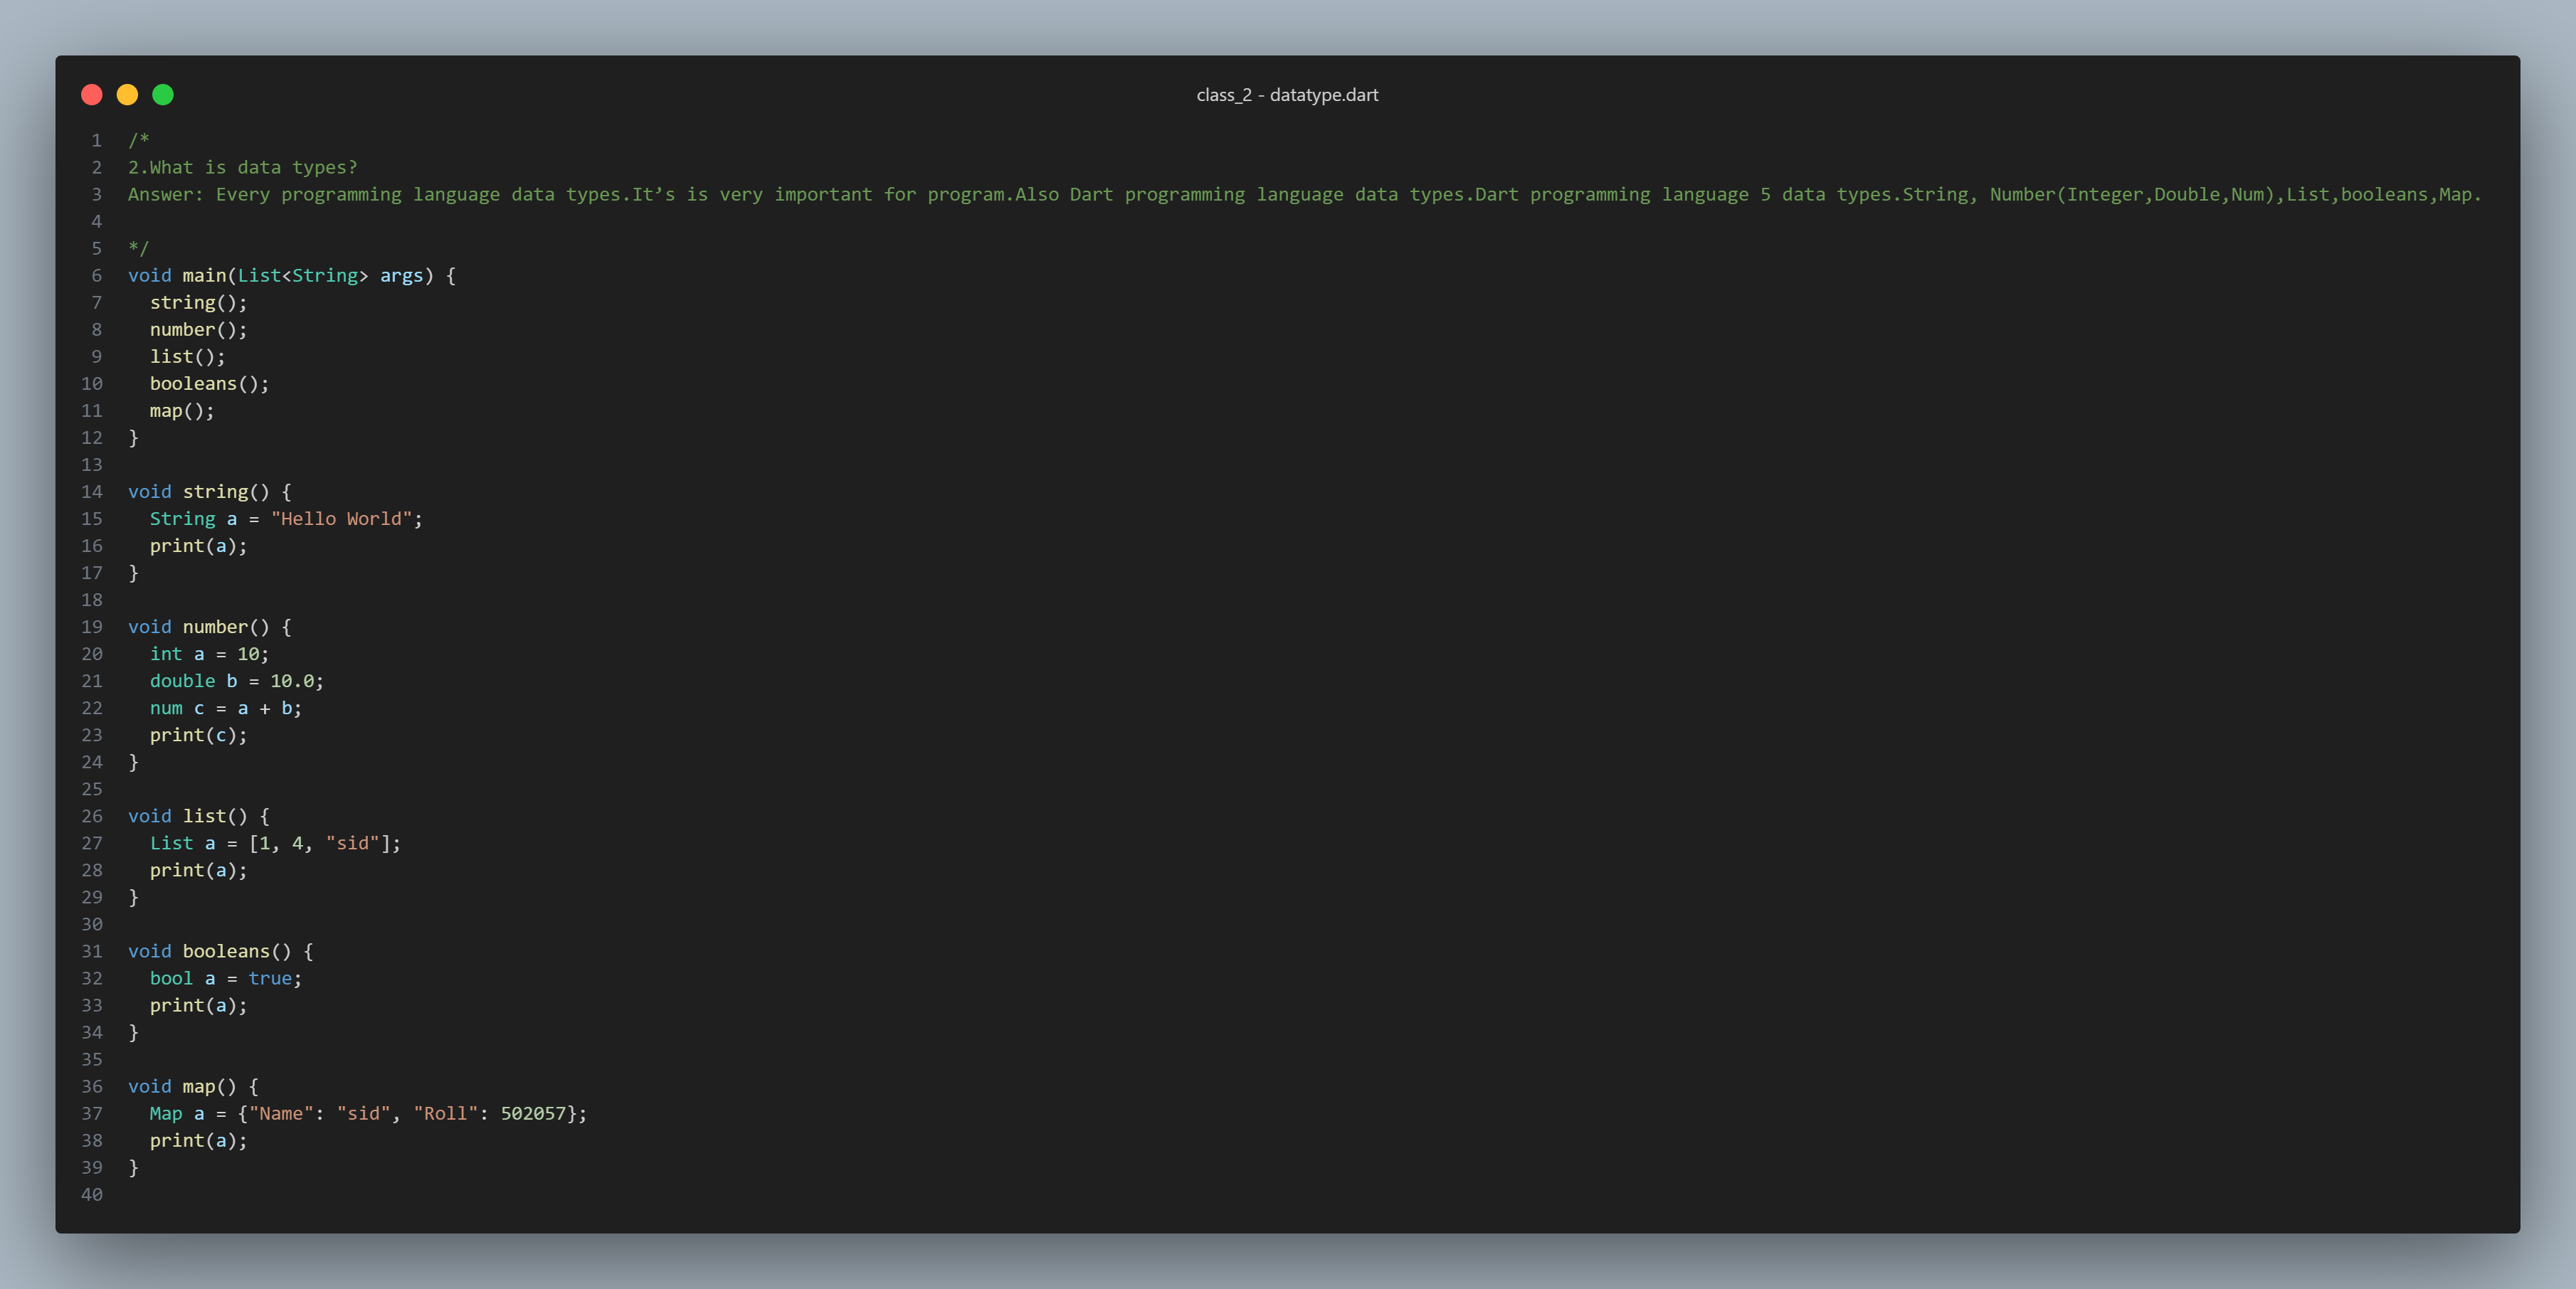 class_2 - datatype.dart
1 /*
2 2.What is data types?
3 Answer: Every programming language data types.It’s is very important for program.Also Dart programming language data types.Dart programming language 5 data types.String, Number(Integer,Double,Num),List,booleans,Map.
4
5 */
6 void main(List<String> args) {
7   string();
8   number();
9   list();
10   booleans();
11   map();
12 }
13
14 void string() {
15   String a = "Hello World";
16   print(a);
17 }
18
19 void number() {
20   int a = 10;
21   double b = 10.0;
22   num c = a + b;
23   print(c);
24 }
25
26 void list() {
27   List a = [1, 4, "sid"];
28   print(a);
29 }
30
31 void booleans() {
32   bool a = true;
33   print(a);
34 }
35
36 void map() {
37   Map a = {"Name": "sid", "Roll": 502057};
38   print(a);
39 }
40